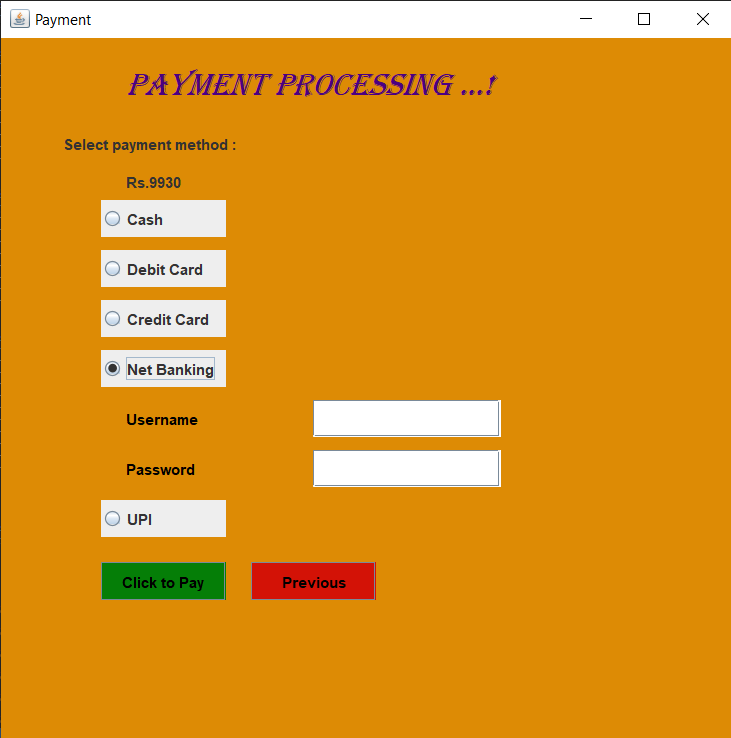 Payment
PAYMENT PROCESSING ...!
Select payment method :
Rs.9930
Cash
Debit Card
Credit Card
Net Banking
Username
Password
UPI
Click to Pay Previous